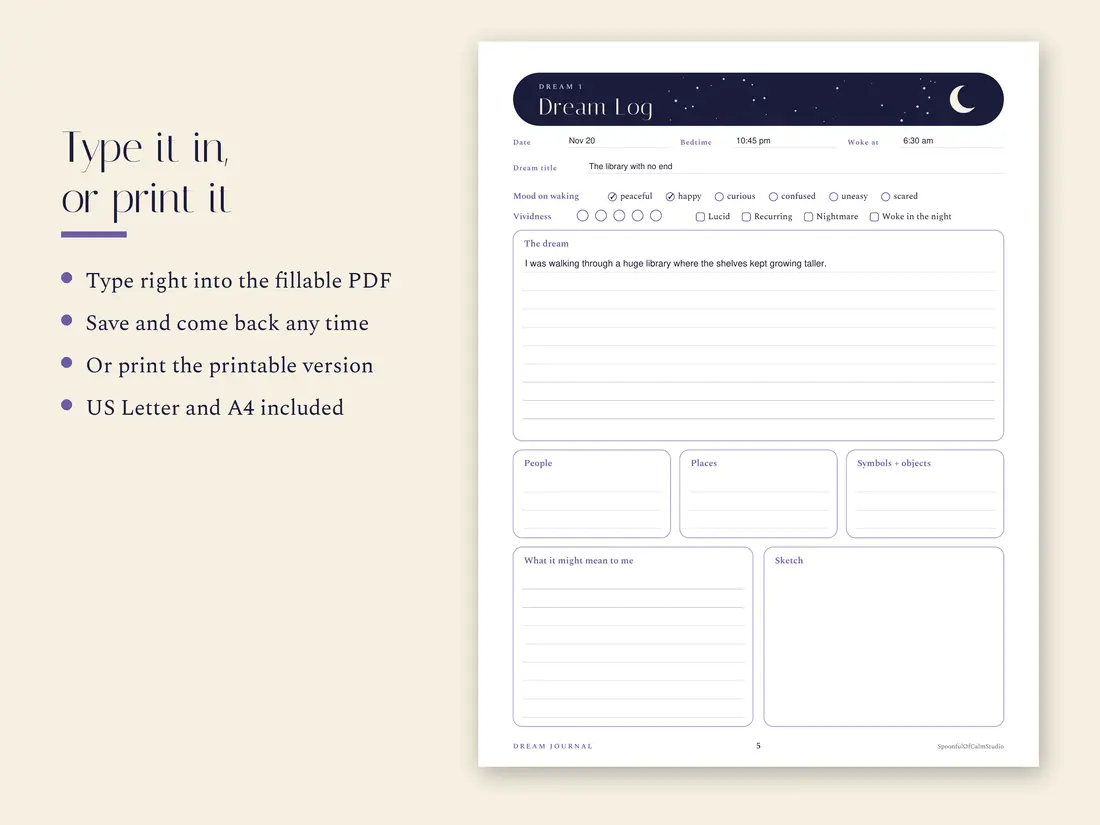 Type it in,
or print it
Type right into the fillable PDF
Save and come back any time
Or print the printable version
US Letter and A4 included
DREAM 1
Dream Log
Date Nov 20 Bedtime 10:45 pm Woke at 6:30 am
Dream title The library with no end
Mood on waking peaceful happy curious confused uneasy scared
Vividness Lucid Recurring Nightmare Woke in the night
The dream
I was walking through a huge library where the shelves kept growing taller.
People Places Symbols + objects
What it might mean to me Sketch
DREAM JOURNAL 5 SpoonfulOfCalmStudio